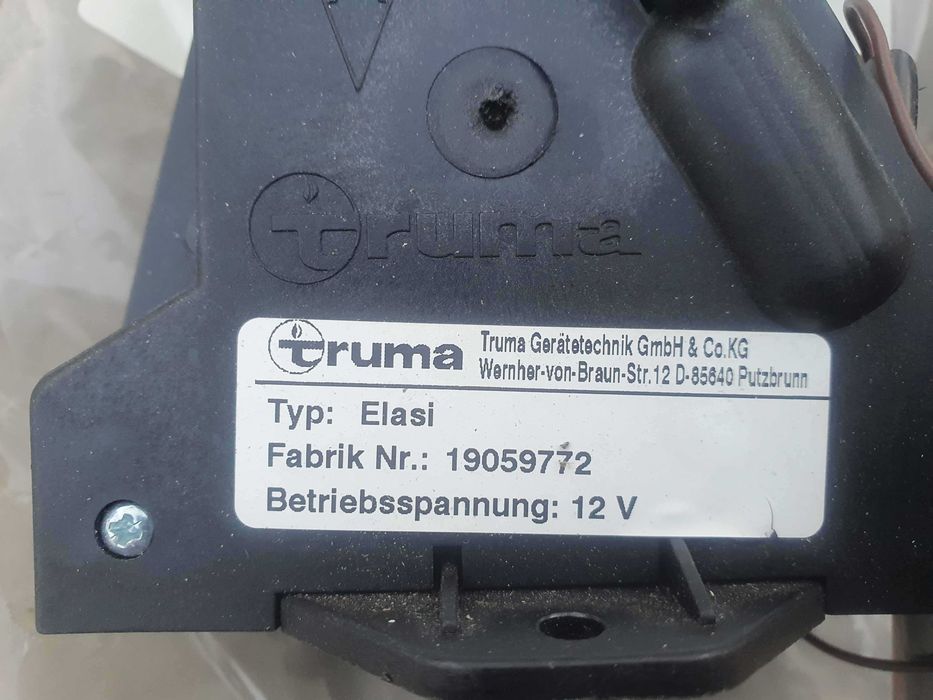 truma
truma
Truma Gerätetechnik GmbH & Co.KG
Wernher-von-Braun-Str.12 D-85640 Putzbrunn
Typ: Elasi
Fabrik Nr.: 19059772
Betriebsspannung: 12 V